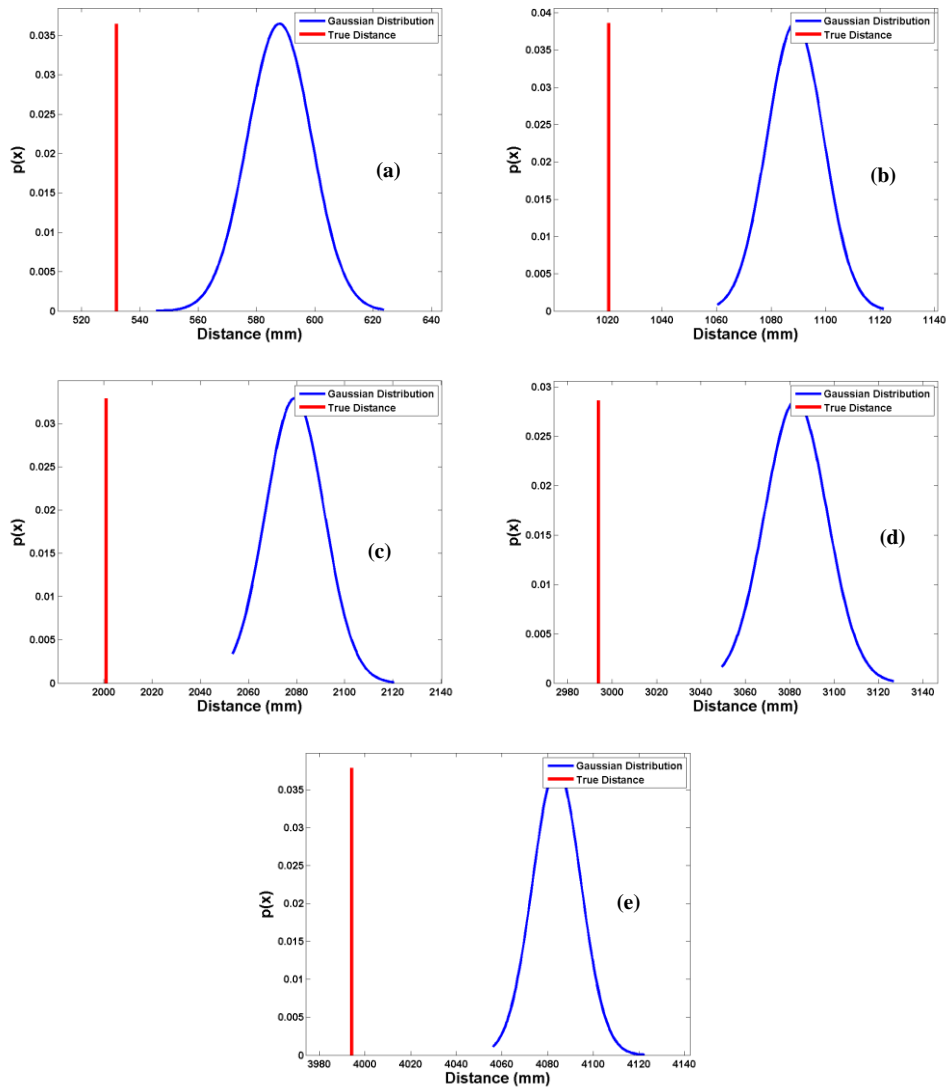 Gaussian Distribution
True Distance
0.035
0.03
0.025
0.02
0.015
0.01
0.005
0
p(x)
(a)
520 540 560 580 600 620 640
Distance (mm)
Gaussian Distribution
True Distance
0.04
0.035
0.03
0.025
0.02
0.015
0.01
0.005
0
p(x)
(b)
1020 1040 1060 1080 1100 1120 1140
Distance (mm)
Gaussian Distribution
True Distance
0.03
0.025
0.02
0.015
0.01
0.005
0
p(x)
(c)
2000 2020 2040 2060 2080 2100 2120 2140
Distance (mm)
Gaussian Distribution
True Distance
0.03
0.025
0.02
0.015
0.01
0.005
0
p(x)
(d)
2980 3000 3020 3040 3060 3080 3100 3120 3140
Distance (mm)
Gaussian Distribution
True Distance
0.035
0.03
0.025
0.02
0.015
0.01
0.005
0
p(x)
(e)
3980 4000 4020 4040 4060 4080 4100 4120 4140
Distance (mm)